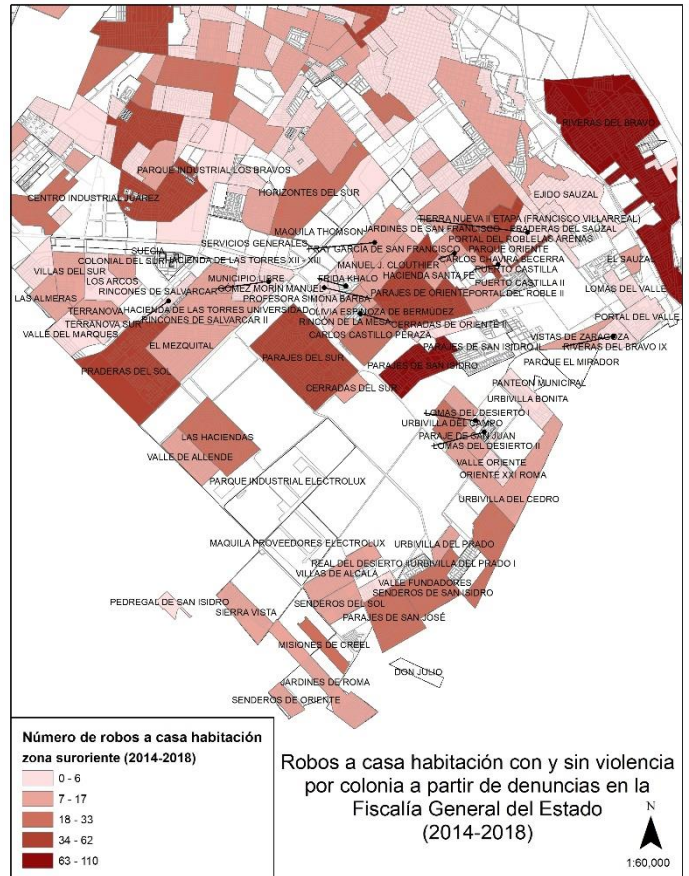 RIVERAS DEL BRAVO
PARQUE INDUSTRIAL LOS BRAVOS
CENTRO INDUSTRIAL JUÁREZ
HORIZONTES DEL SUR
EJIDO SAUZAL
TIERRA NUEVA II ETAPA (FRANCISCO VILLARREAL)
MAQUILA THOMSON
JARDINES DE SAN FRANCISCO
PRADERAS DEL SAUZAL
PORTAL DEL ROBLE
LAS ARENAS
SERVICIOS GENERALES
FRAY GARCÍA DE SAN FRANCISCO
PARQUE ORIENTE
SUECIA
COLONIAL DEL SUR
HACIENDA DE LAS TORRES XII - XIII
MANUEL J. CLOUTHIER
CARLOS CHAVIRA BECERRA
EL SAUZAL
VILLAS DEL SUR
HACIENDA SANTA FE
PUERTO CASTILLA
LOS ARCOS
MUNICIPIO LIBRE
FRIDA KHALO
PUERTO CASTILLA II
LOMAS DEL VALLE
LAS ALMERAS
RINCONES DE SALVARCAR
GOMEZ MORIN MANUEL
PROFESORA SIMONA BARBA
PARAJES DE ORIENTE
PORTAL DEL ROBLE II
TERRANOVA
HACIENDA DE LAS TORRES UNIVERSIDAD
OLIVIA ESPINOZA DE BERMUDEZ
PORTAL DEL VALLE
TERRANOVA SUR
RINCONES DE SALVARCAR II
RINCÓN DE LA MESA
CERRADAS DE ORIENTE II
VALLE DEL MARQUES
CARLOS CASTILLO PERAZA
VISTAS DE ZARAGOZA
EL MEZQUITAL
PARAJES DE SAN ISIDRO II
RIVERAS DEL BRAVO IX
PARAJES DEL SUR
PARAJES DE SAN ISIDRO
PARQUE EL MIRADOR
PRADERAS DEL SOL
CERRADAS DEL SUR
PANTEÓN MUNICIPAL
URBIVILLA BONITA
LOMAS DEL DESIERTO I
URBIVILLA DEL CAMPO
LAS HACIENDAS
PARAJE DE SAN JUAN
LOMAS DEL DESIERTO II
VALLE DE ALLENDE
VALLE ORIENTE
ORIENTE XXI ROMA
PARQUE INDUSTRIAL ELECTROLUX
URBIVILLA DEL CEDRO
MAQUILA PROVEEDORES ELECTROLUX
URBIVILLA DEL PRADO
REAL DEL DESIERTO II
URBIVILLA DEL PRADO I
VILLAS DE ALCALÁ
VALLE FUNDADORES
SENDEROS DE SAN ISIDRO
PEDREGAL DE SAN ISIDRO
SENDEROS DEL SOL
SIERRA VISTA
PARAJES DE SAN JOSÉ
MISIONES DE CREEL
DON JULIO
JARDINES DE ROMA
SENDEROS DE ORIENTE
Número de robos a casa habitación
zona suroriente (2014-2018)
0 - 6
7 - 17
18 - 33
34 - 62
63 - 110
Robos a casa habitación con y sin violencia
por colonia a partir de denuncias en la
Fiscalía General del Estado
(2014-2018)
N
1:60,000